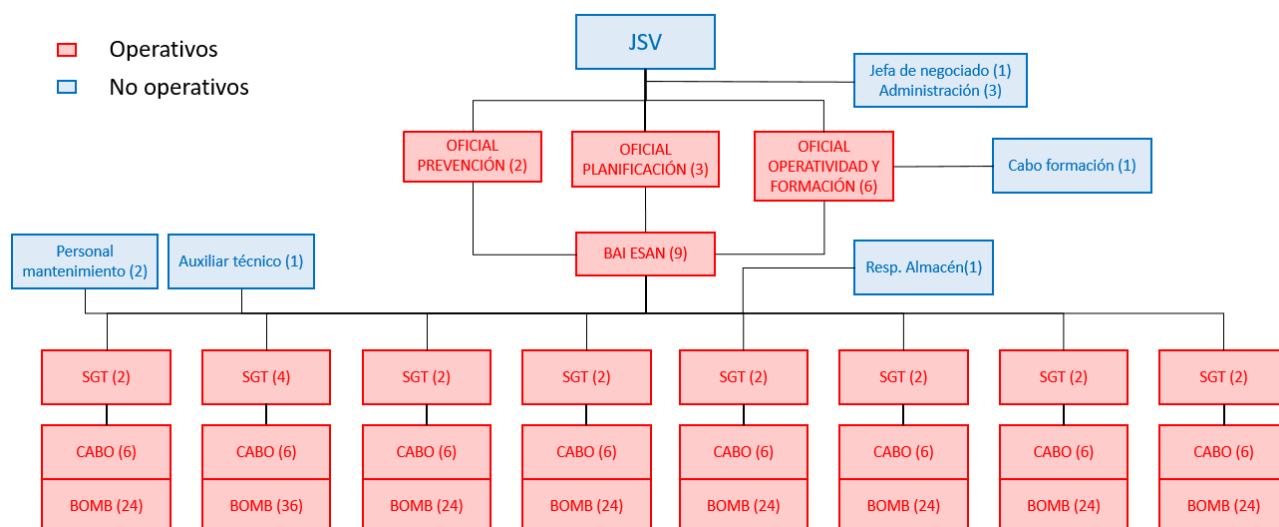 Operativos
No operativos
JSV
Jefa de negociado (1)
Administración (3)
OFICIAL
PREVENCIÓN (2)
OFICIAL
PLANIFICACIÓN (3)
OFICIAL
OPERATIVIDAD Y
FORMACIÓN (6)
Cabo formación (1)
Personal
mantenimiento (2)
Auxiliar técnico (1)
BAI ESAN (9)
Resp. Almacén(1)
SGT (2)
SGT (4)
SGT (2)
SGT (2)
SGT (2)
SGT (2)
SGT (2)
SGT (2)
CABO (6)
CABO (6)
CABO (6)
CABO (6)
CABO (6)
CABO (6)
CABO (6)
CABO (6)
BOMB (24)
BOMB (36)
BOMB (24)
BOMB (24)
BOMB (24)
BOMB (24)
BOMB (24)
BOMB (24)